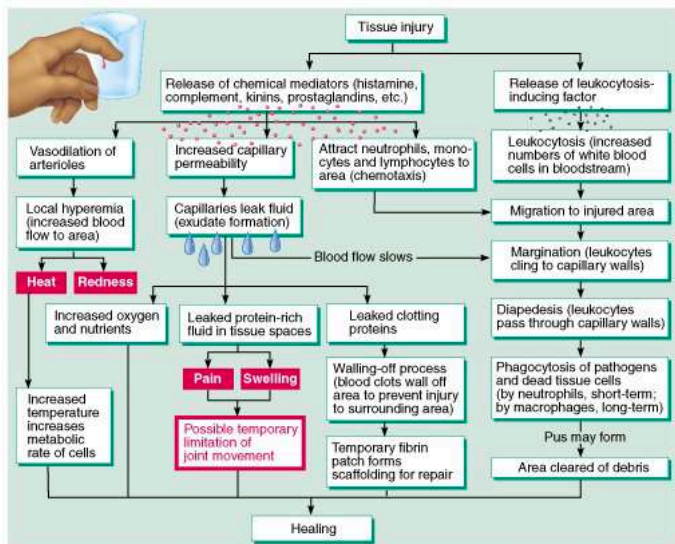 Tissue injury
Release of chemical mediators (histamine,
complement, kinins, prostaglandins, etc.)
Release of leukocytosis-
inducing factor
Vasodilation of
arterioles
Increased capillary
permeability
Attract neutrophils, mono-
cytes and lymphocytes to
area (chemotaxis)
Leukocytosis (increased
numbers of white blood
cells in bloodstream)
Local hyperemia
(increased blood
flow to area)
Capillaries leak fluid
(exudate formation)
Migration to injured area
Blood flow slows
Margination (leukocytes
cling to capillary walls)
Heat
Redness
Increased oxygen
and nutrients
Leaked protein-rich
fluid in tissue spaces
Leaked clotting
proteins
Diapedesis (leukocytes
pass through capillary walls)
Pain
Swelling
Walling-off process
(blood clots wall off
area to prevent injury
to surrounding area)
Phagocytosis of pathogens
and dead tissue cells
(by neutrophils, short-term;
by macrophages, long-term)
Increased
temperature
increases
metabolic
rate of cells
Possible temporary
limitation of
joint movement
Temporary fibrin
patch forms
scaffolding for repair
Pus may form
Area cleared of debris
Healing